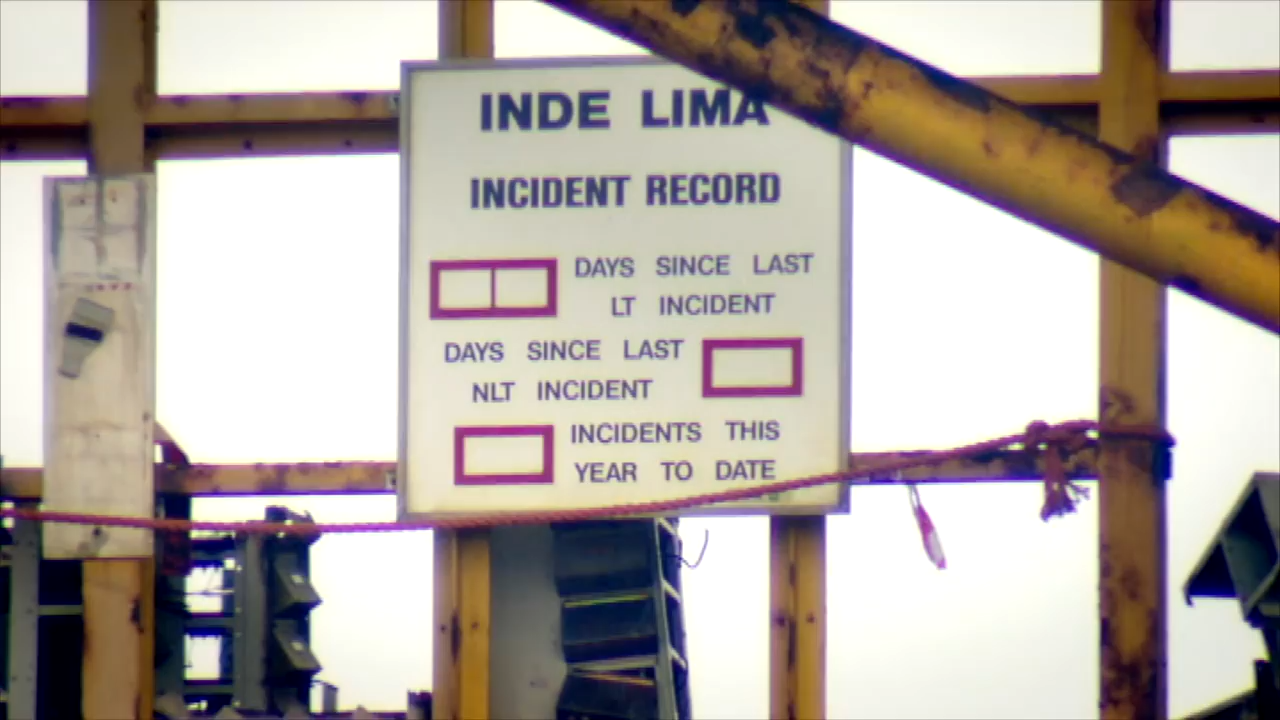 INDE LIMA
INCIDENT RECORD
DAYS SINCE LAST
LT INCIDENT
DAYS SINCE LAST
NLT INCIDENT
INCIDENTS THIS
YEAR TO DATE